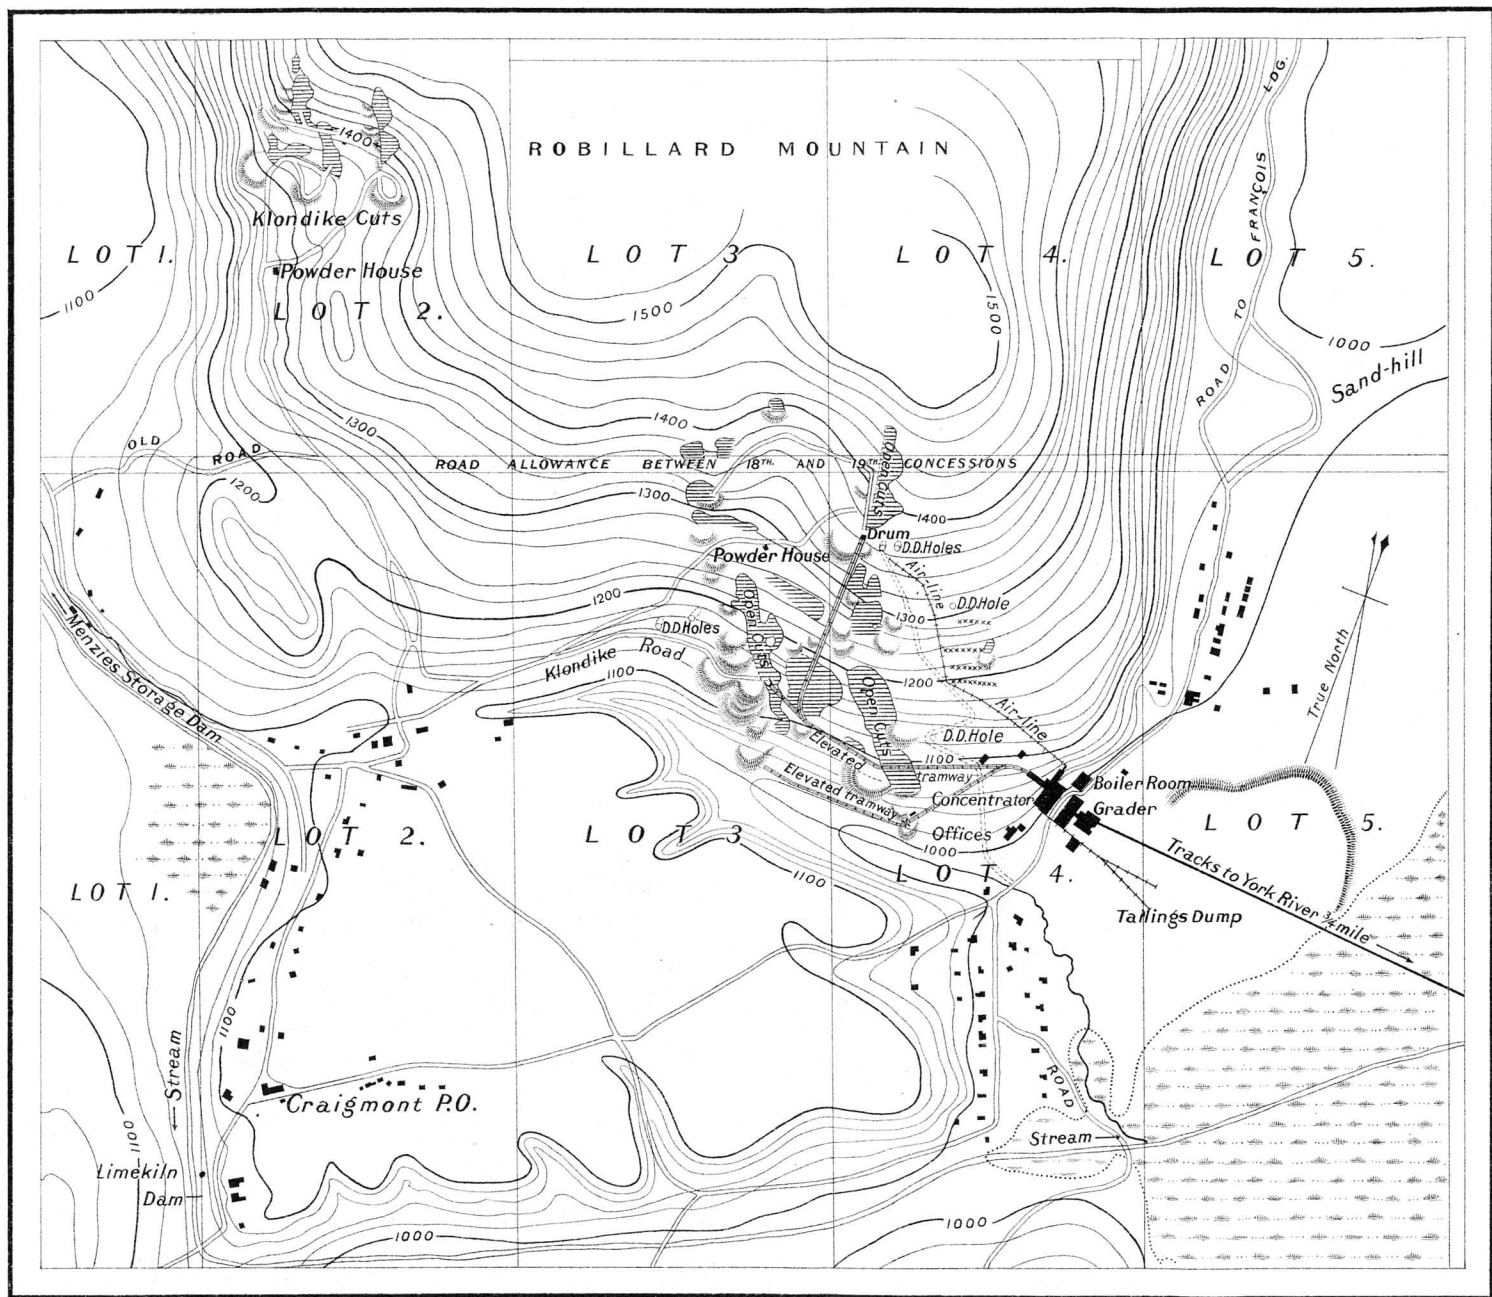 LDG.
1400
ROBILLARD MOUNTAIN
FRANÇOIS
Klondike Cuts
LOT 1.
LOT 3
LOT 4.
LOT 5.
Powder House
1100
LOT 2.
1500
1500
TO
1000
Sand-hill
ROAD
1300
1400
OLD ROAD
ROAD ALLOWANCE BETWEEN 18TH. AND 19TH. CONCESSIONS
Open Cuts
1200
1300
1400
Drum
Powder House
D.D.Holes
Air-line
1200
Open Cuts
D.D.Hole
1300
D.D.Holes
Menzies Storage Dam
Klondike Road
1100
Open Cuts
1200
Air-line
True North
D.D.Hole
Elevated tramway
1100
Elevated tramway
Concentrator
Boiler Room
Grader
Offices
1000
LOT 2.
LOT 3
LOT 4.
LOT 5.
LOT 1.
1100
Tracks to York River ¾ mile
Tailings Dump
1100
Stream
ROAD
Craigmont P.O.
1100
Stream
Limekiln
Dam
1000
1000